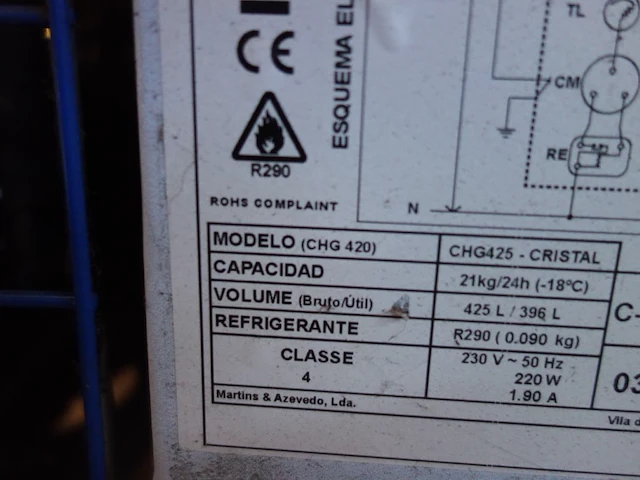 CE
ESQUEMA EL
TL
CM
RE
R290
ROHS COMPLAINT
N
MODELO (CHG 420) CHG425 - CRISTAL
CAPACIDAD 21kg/24h (-18ºC)
VOLUME (Bruto/Útil) 425 L / 396 L
C-
REFRIGERANTE R290 ( 0.090 kg)
CLASSE 230 V ~ 50 Hz
4 220 W
03
1.90 A
Martins & Azevedo, Lda.
Vila d